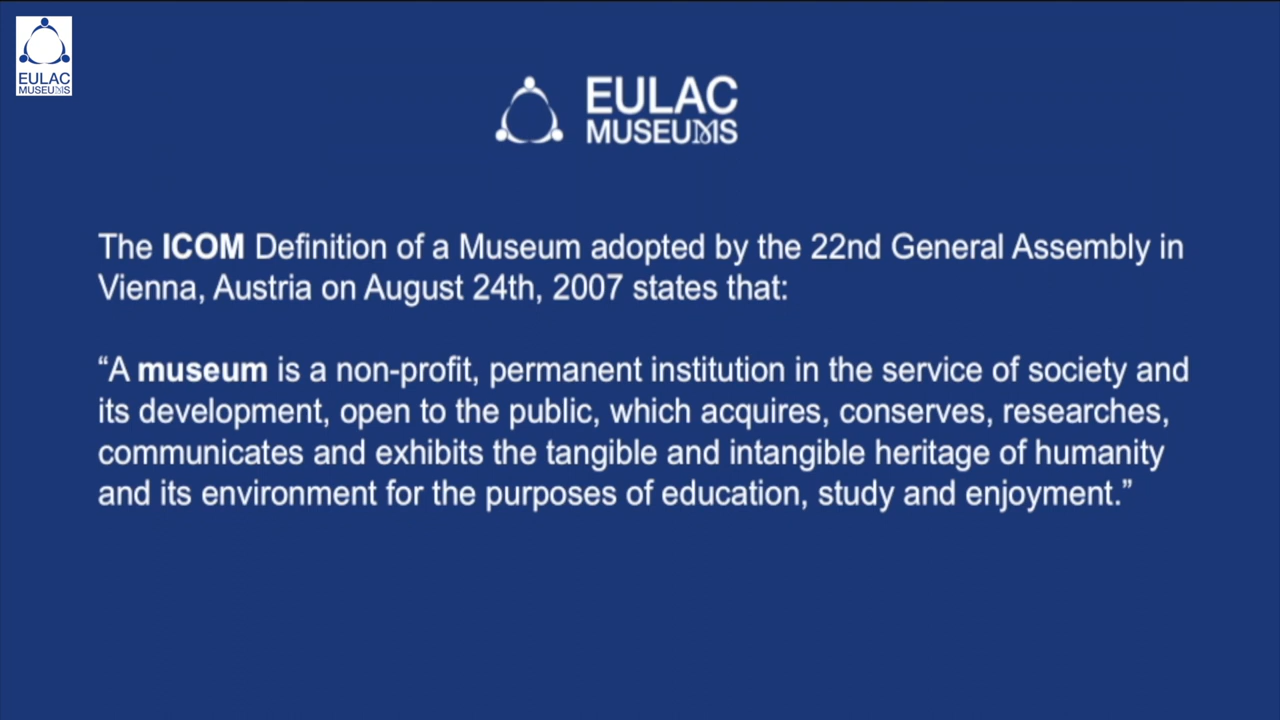 EULAC
MUSEUMS
EULAC
MUSEUMS
The ICOM Definition of a Museum adopted by the 22nd General Assembly in
Vienna, Austria on August 24th, 2007 states that:
“A museum is a non-profit, permanent institution in the service of society and
its development, open to the public, which acquires, conserves, researches,
communicates and exhibits the tangible and intangible heritage of humanity
and its environment for the purposes of education, study and enjoyment.”